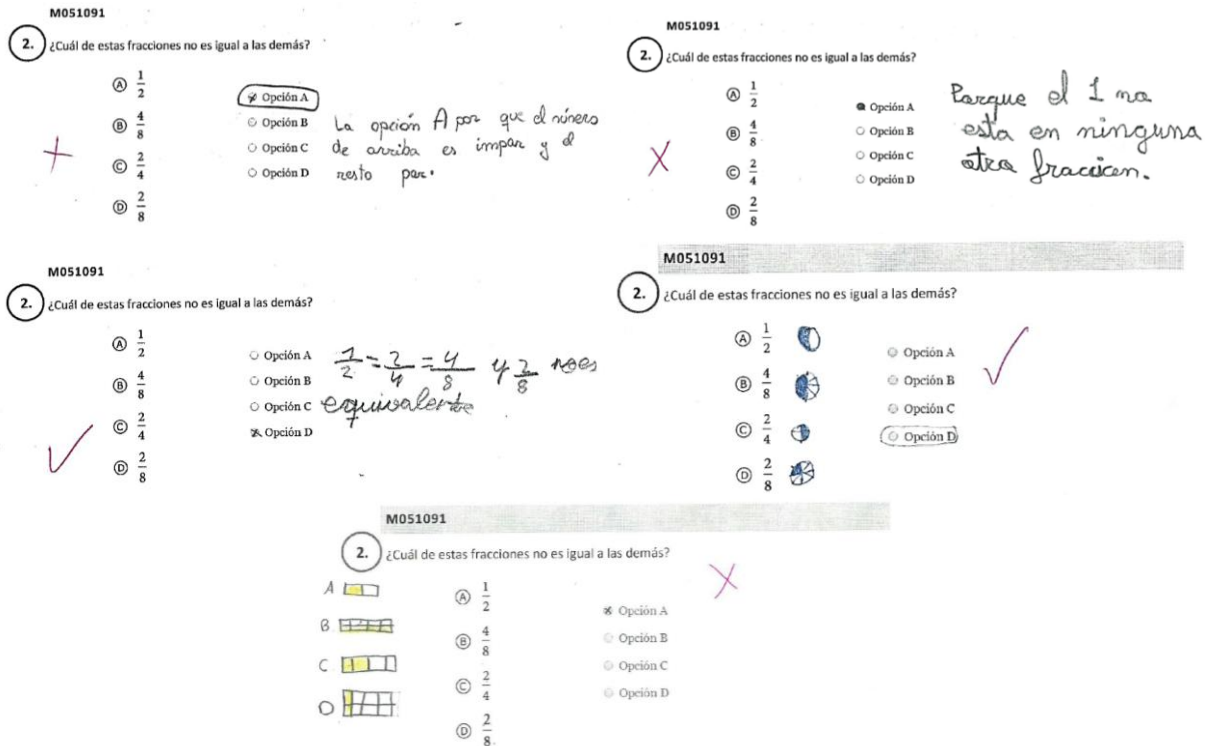 M051091
2. ¿Cuál de estas fracciones no es igual a las demás?
Ⓐ 1/2
Ⓑ 4/8
Ⓒ 2/4
Ⓓ 2/8
Opción A
Opción B
Opción C
Opción D
La opción A por que el número
de arriba es impar y el
resto par.
M051091
2. ¿Cuál de estas fracciones no es igual a las demás?
Ⓐ 1/2
Ⓑ 4/8
Ⓒ 2/4
Ⓓ 2/8
Opción A
Opción B
Opción C
Opción D
Porque el 1 no
esta en ninguna
otra fraccion.
M051091
2. ¿Cuál de estas fracciones no es igual a las demás?
Ⓐ 1/2
Ⓑ 4/8
Ⓒ 2/4
Ⓓ 2/8
Opción A
Opción B
Opción C
Opción D
1/2 = 2/4 = 4/8 y 2/8 no es
equivalente
M051091
2. ¿Cuál de estas fracciones no es igual a las demás?
Ⓐ 1/2
Ⓑ 4/8
Ⓒ 2/4
Ⓓ 2/8
Opción A
Opción B
Opción C
Opción D
M051091
2. ¿Cuál de estas fracciones no es igual a las demás?
A
B
C
D
Ⓐ 1/2
Ⓑ 4/8
Ⓒ 2/4
Ⓓ 2/8
Opción A
Opción B
Opción C
Opción D